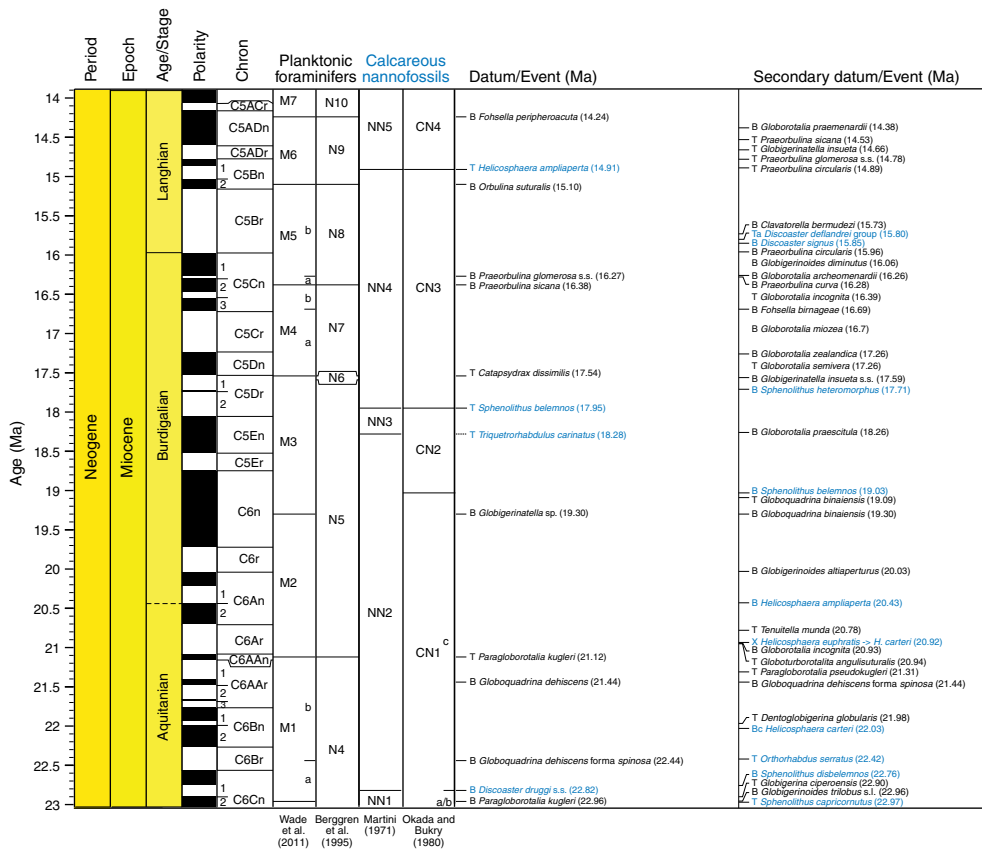 Period
Epoch
Age/Stage
Polarity
Chron
Planktonic
foraminifers
Calcareous
nannofossils
Datum/Event (Ma)
Secondary datum/Event (Ma)
Age (Ma)
14
14.5
15
15.5
16
16.5
17
17.5
18
18.5
19
19.5
20
20.5
21
21.5
22
22.5
23
Neogene
Miocene
Langhian
Burdigalian
Aquitanian
C5ACr
C5ADn
C5ADr
1
C5Bn
2
C5Br
1
C5Cn
2
3
C5Cr
C5Dn
1
C5Dr
2
C5En
C5Er
C6n
C6r
1
C6An
2
C6Ar
C6AAn
1
C6AAr
2
3
1
C6Bn
2
C6Br
1
C6Cn
2
M7
M6
M5
b
a
b
M4
a
M3
M2
M1
b
a
N10
N9
N8
N7
N6
N5
N4
NN5
NN4
NN3
NN2
NN1
CN4
CN3
CN2
CN1
c
a/b
B Fohsella peripheroacuta (14.24)
T Helicosphaera ampliaperta (14.91)
B Orbulina suturalis (15.10)
B Praeorbulina glomerosa s.s. (16.27)
B Praeorbulina sicana (16.38)
T Catapsydrax dissimilis (17.54)
T Sphenolithus belemnos (17.95)
T Triquetrorhabdulus carinatus (18.28)
B Globigerinatella sp. (19.30)
T Paragloborotalia kugleri (21.12)
B Globoquadrina dehiscens (21.44)
B Globoquadrina dehiscens forma spinosa (22.44)
B Discoaster druggi s.s. (22.82)
B Paragloborotalia kugleri (22.96)
B Globorotalia praemenardii (14.38)
T Praeorbulina sicana (14.53)
T Globigerinatella insueta (14.66)
T Praeorbulina glomerosa s.s. (14.78)
T Praeorbulina circularis (14.89)
B Clavatorella bermudezi (15.73)
Ta Discoaster deflandrei group (15.80)
B Discoaster signus (15.85)
B Praeorbulina circularis (15.96)
B Globigerinoides diminutus (16.06)
B Globorotalia archeomenardii (16.26)
B Praeorbulina curva (16.28)
T Globorotalia incognita (16.39)
B Fohsella birnageae (16.69)
B Globorotalia miozea (16.7)
B Globorotalia zealandica (17.26)
T Globorotalia semivera (17.26)
B Globigerinatella insueta s.s. (17.59)
B Sphenolithus heteromorphus (17.71)
B Globorotalia praescitula (18.26)
B Sphenolithus belemnos (19.03)
T Globoquadrina binaiensis (19.09)
B Globoquadrina binaiensis (19.30)
B Globigerinoides altiaperturus (20.03)
B Helicosphaera ampliaperta (20.43)
T Tenuitella munda (20.78)
X Helicosphaera euphratis -> H. carteri (20.92)
B Globorotalia incognita (20.93)
T Globoturborotalita angulisuturalis (20.94)
T Paragloborotalia pseudokugleri (21.31)
B Globoquadrina dehiscens forma spinosa (21.44)
T Dentoglobigerina globularis (21.98)
Bc Helicosphaera carteri (22.03)
T Orthorhabdus serratus (22.42)
B Sphenolithus disbelemnos (22.76)
T Globigerina ciperoensis (22.90)
B Globigerinoides trilobus s.l. (22.96)
T Sphenolithus capricornutus (22.97)
Wade
et al.
(2011)
Berggren
et al.
(1995)
Martini
(1971)
Okada and
Bukry
(1980)